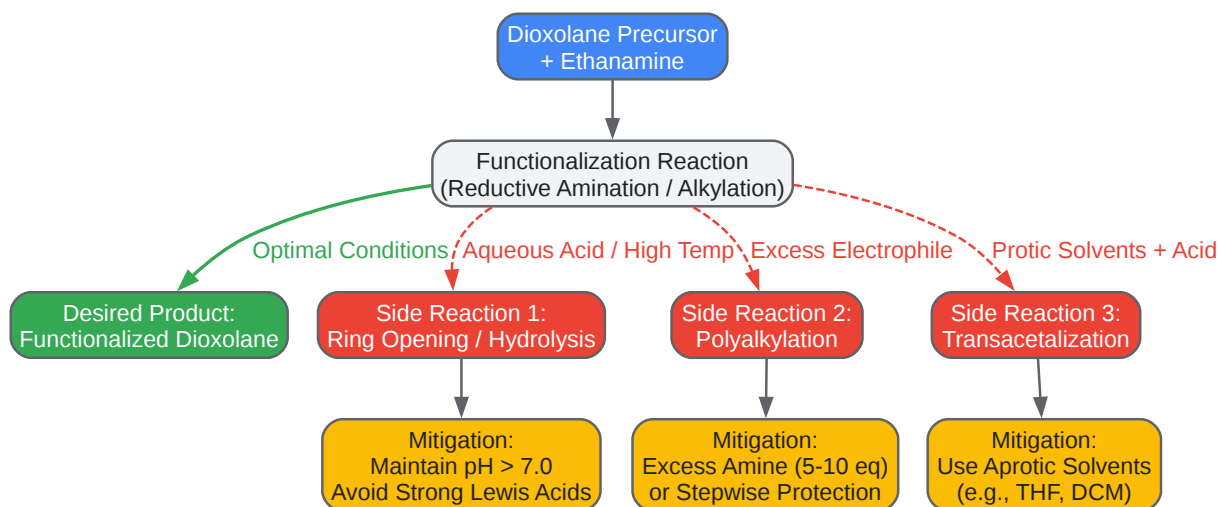 Dioxolane Precursor
+ Ethanamine
Functionalization Reaction
(Reductive Amination / Alkylation)
Optimal Conditions
Aqueous Acid / High Temp
Excess Electrophile
Protic Solvents + Acid
Desired Product:
Functionalized Dioxolane
Side Reaction 1:
Ring Opening / Hydrolysis
Side Reaction 2:
Polyalkylation
Side Reaction 3:
Transacetalization
Mitigation:
Maintain pH > 7.0
Avoid Strong Lewis Acids
Mitigation:
Excess Amine (5-10 eq)
or Stepwise Protection
Mitigation:
Use Aprotic Solvents
(e.g., THF, DCM)